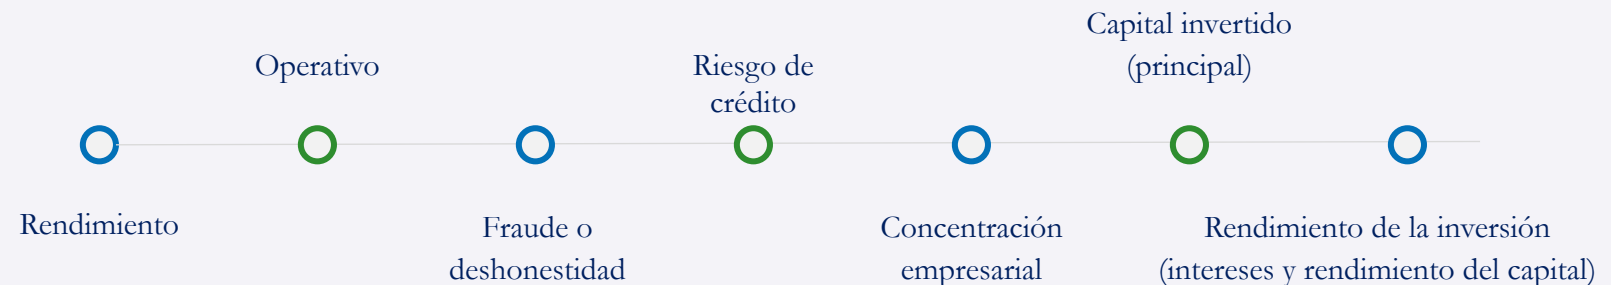 Rendimiento
Operativo
Fraude o
deshonestidad
Riesgo de
crédito
Concentración
empresarial
Capital invertido
(principal)
Rendimiento de la inversión
(intereses y rendimiento del capital)